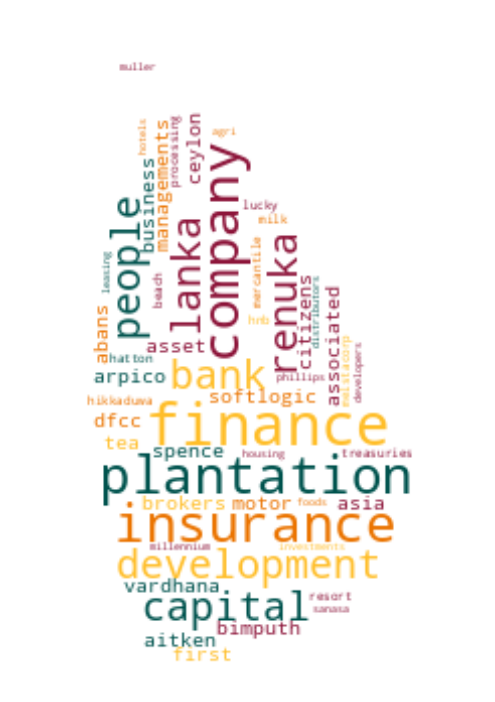 muller
hotels
business
managements
processing
ceylon
agri
people
lanka
company
lucky
milk
leasing
beach
mercantile
renuka
citizens
distributors
associated
abans
hnb
metstacorp
developers
hatton
asset
arpico
bank
phillips
hikkaduwa
softlogic
dfcc
finance
tea
spence
housing
treasuries
plantation
brokers
motor
foods
asia
insurance
millennium
investments
development
vardhana
capital
resort
sanasa
bimputh
aitken
first